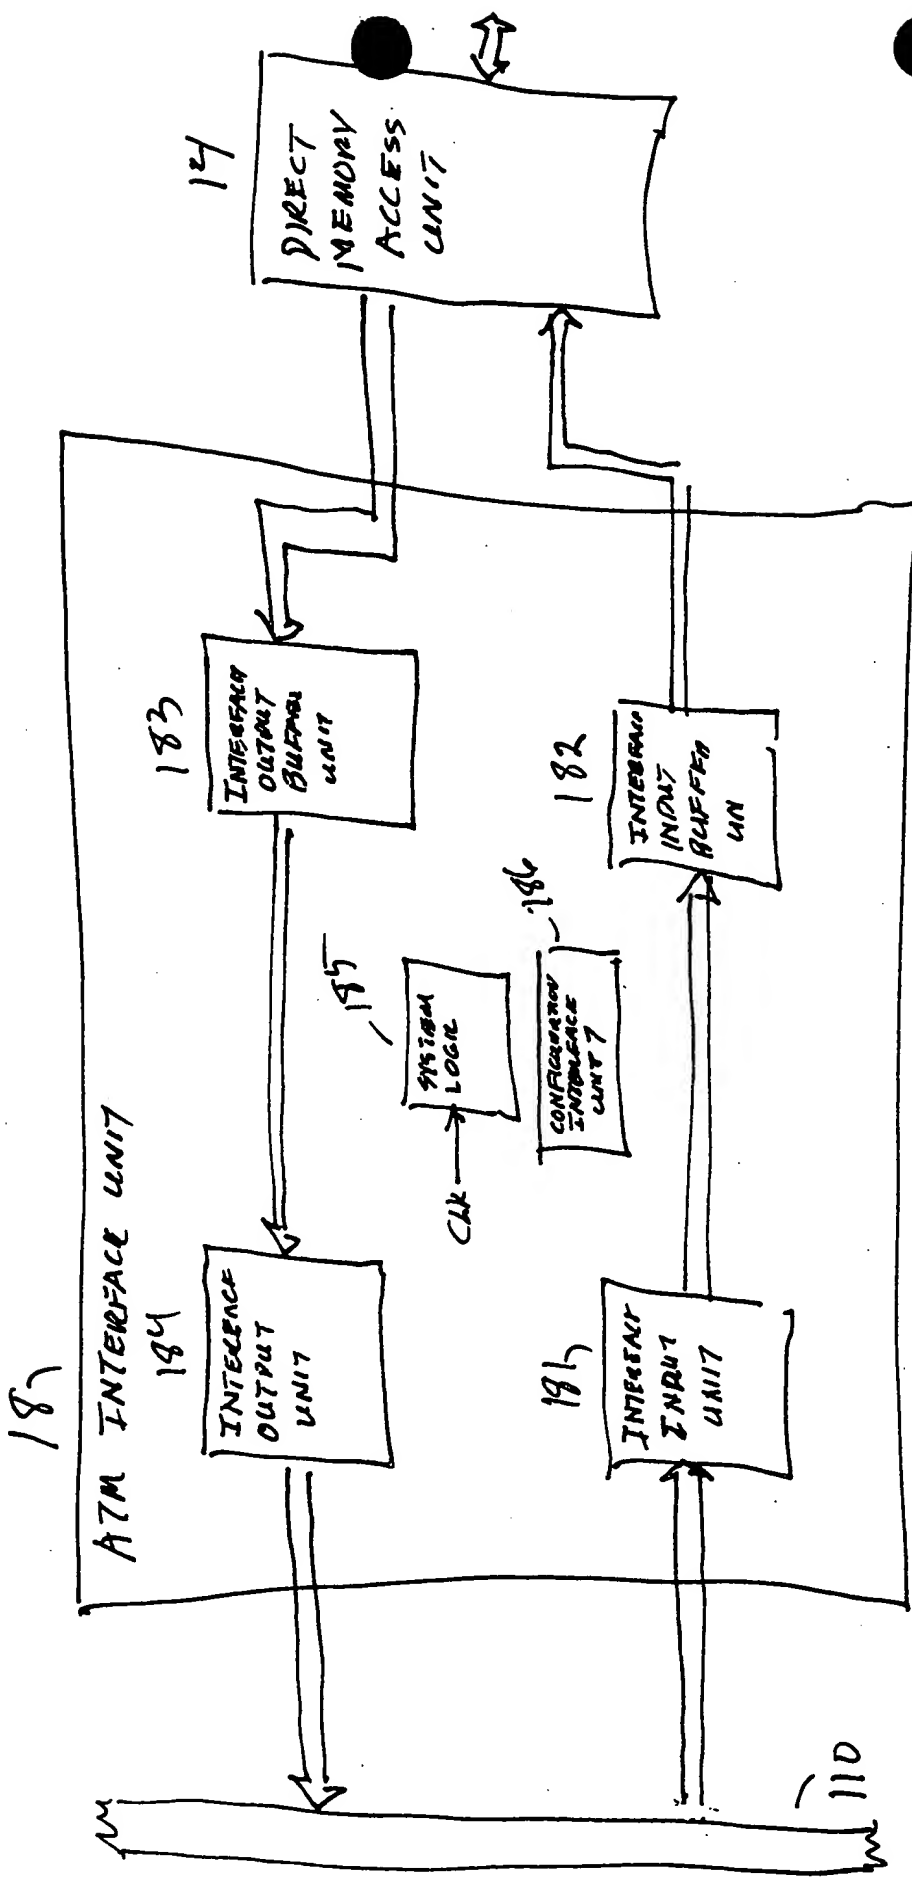 18
ATM INTERFACE UNIT
184
INTERFACE
OUTPUT
UNIT
183
INTERFACE
OUTPUT
BUFFER
UNIT
14
DIRECT
MEMORY
ACCESS
UNIT
185
SYSTEM
LOGIC
CLK
186
CONFIGURATION
INTERFACE
UNIT
181
INTERFACE
INPUT
UNIT
182
INTERFACE
INPUT
BUFFER
UN
110